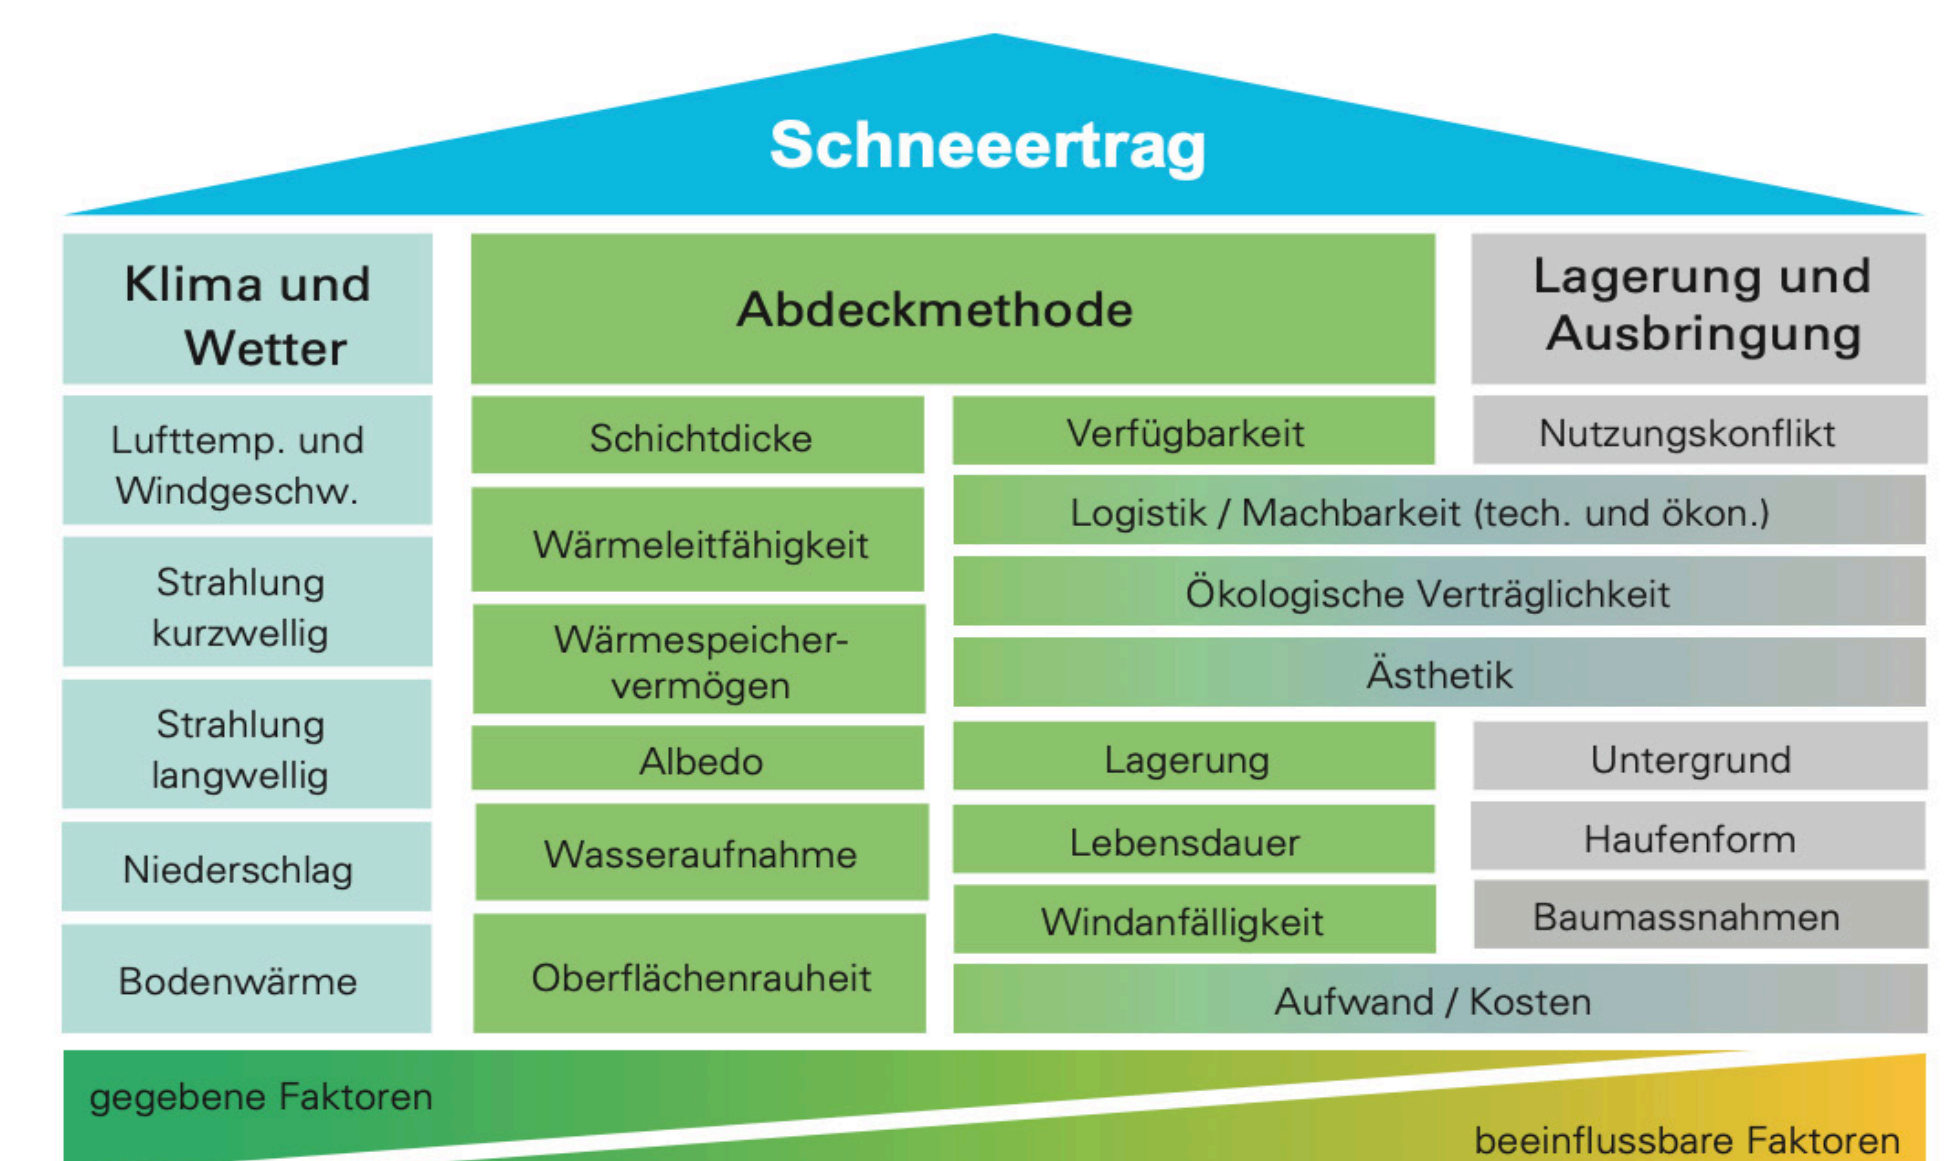 Schneeertrag
Klima und
Wetter
Lufttemp. und
Windgeschw.
Strahlung
kurzwellig
Strahlung
langwellig
Niederschlag
Bodenwärme
Abdeckmethode
Schichtdicke
Wärmeleitfähigkeit
Wärmespeicher-
vermögen
Albedo
Wasseraufnahme
Oberflächenrauheit
Verfügbarkeit
Lagerung und
Ausbringung
Nutzungskonflikt
Logistik / Machbarkeit (tech. und ökon.)
Ökologische Verträglichkeit
Ästhetik
Lagerung
Lebensdauer
Windanfälligkeit
Untergrund
Haufenform
Baumassnahmen
Aufwand / Kosten
gegebene Faktoren
beeinflussbare Faktoren